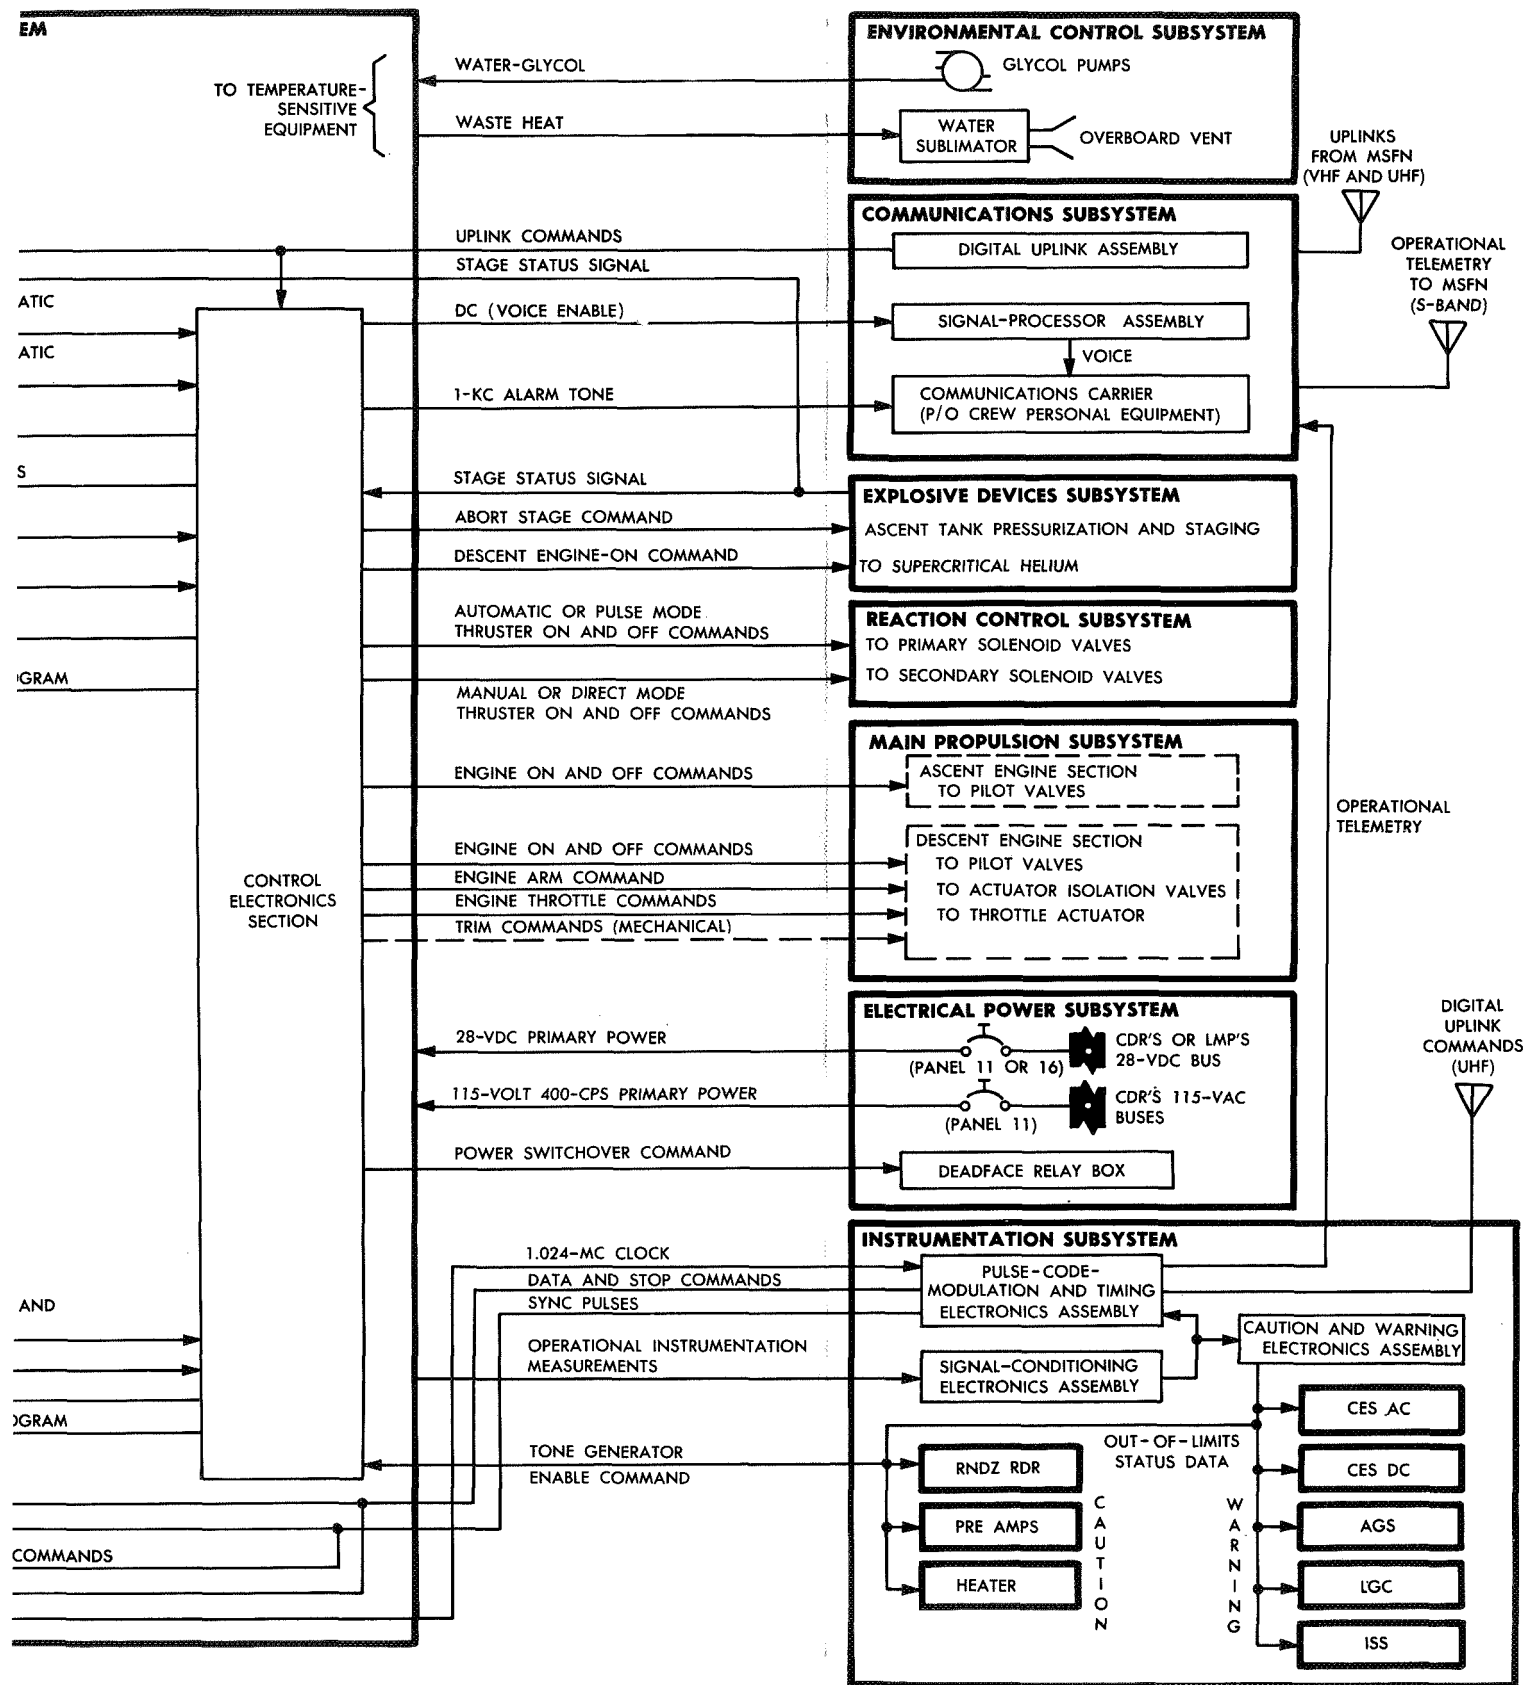 EM
TO TEMPERATURE-
SENSITIVE
EQUIPMENT
WATER-GLYCOL
WASTE HEAT
ENVIRONMENTAL CONTROL SUBSYSTEM
GLYCOL PUMPS
WATER
SUBLIMATOR
OVERBOARD VENT
UPLINKS
FROM MSFN
(VHF AND UHF)
UPLINK COMMANDS
STAGE STATUS SIGNAL
COMMUNICATIONS SUBSYSTEM
DIGITAL UPLINK ASSEMBLY
OPERATIONAL
TELEMETRY
TO MSFN
(S-BAND)
ATIC
ATIC
DC (VOICE ENABLE)
SIGNAL-PROCESSOR ASSEMBLY
VOICE
1-KC ALARM TONE
COMMUNICATIONS CARRIER
(P/O CREW PERSONAL EQUIPMENT)
S
STAGE STATUS SIGNAL
ABORT STAGE COMMAND
DESCENT ENGINE-ON COMMAND
EXPLOSIVE DEVICES SUBSYSTEM
ASCENT TANK PRESSURIZATION AND STAGING
TO SUPERCRITICAL HELIUM
AUTOMATIC OR PULSE MODE
THRUSTER ON AND OFF COMMANDS
REACTION CONTROL SUBSYSTEM
TO PRIMARY SOLENOID VALVES
TO SECONDARY SOLENOID VALVES
OGRAM
MANUAL OR DIRECT MODE
THRUSTER ON AND OFF COMMANDS
MAIN PROPULSION SUBSYSTEM
ENGINE ON AND OFF COMMANDS
ASCENT ENGINE SECTION
TO PILOT VALVES
OPERATIONAL
TELEMETRY
ENGINE ON AND OFF COMMANDS
ENGINE ARM COMMAND
ENGINE THROTTLE COMMANDS
TRIM COMMANDS (MECHANICAL)
DESCENT ENGINE SECTION
TO PILOT VALVES
TO ACTUATOR ISOLATION VALVES
TO THROTTLE ACTUATOR
CONTROL
ELECTRONICS
SECTION
ELECTRICAL POWER SUBSYSTEM
28-VDC PRIMARY POWER
(PANEL 11 OR 16)
CDR'S OR LMP'S
28-VDC BUS
115-VOLT 400-CPS PRIMARY POWER
(PANEL 11)
CDR'S 115-VAC
BUSES
POWER SWITCHOVER COMMAND
DEADFACE RELAY BOX
DIGITAL
UPLINK
COMMANDS
(UHF)
INSTRUMENTATION SUBSYSTEM
1.024-MC CLOCK
DATA AND STOP COMMANDS
SYNC PULSES
PULSE-CODE-
MODULATION AND TIMING
ELECTRONICS ASSEMBLY
AND
CAUTION AND WARNING
ELECTRONICS ASSEMBLY
OPERATIONAL INSTRUMENTATION
MEASUREMENTS
SIGNAL-CONDITIONING
ELECTRONICS ASSEMBLY
OGRAM
TONE GENERATOR
ENABLE COMMAND
OUT-OF-LIMITS
STATUS DATA
RNDZ RDR
PRE AMPS
HEATER
CAUTION
WARNING
CES AC
CES DC
AGS
LGC
ISS
COMMANDS